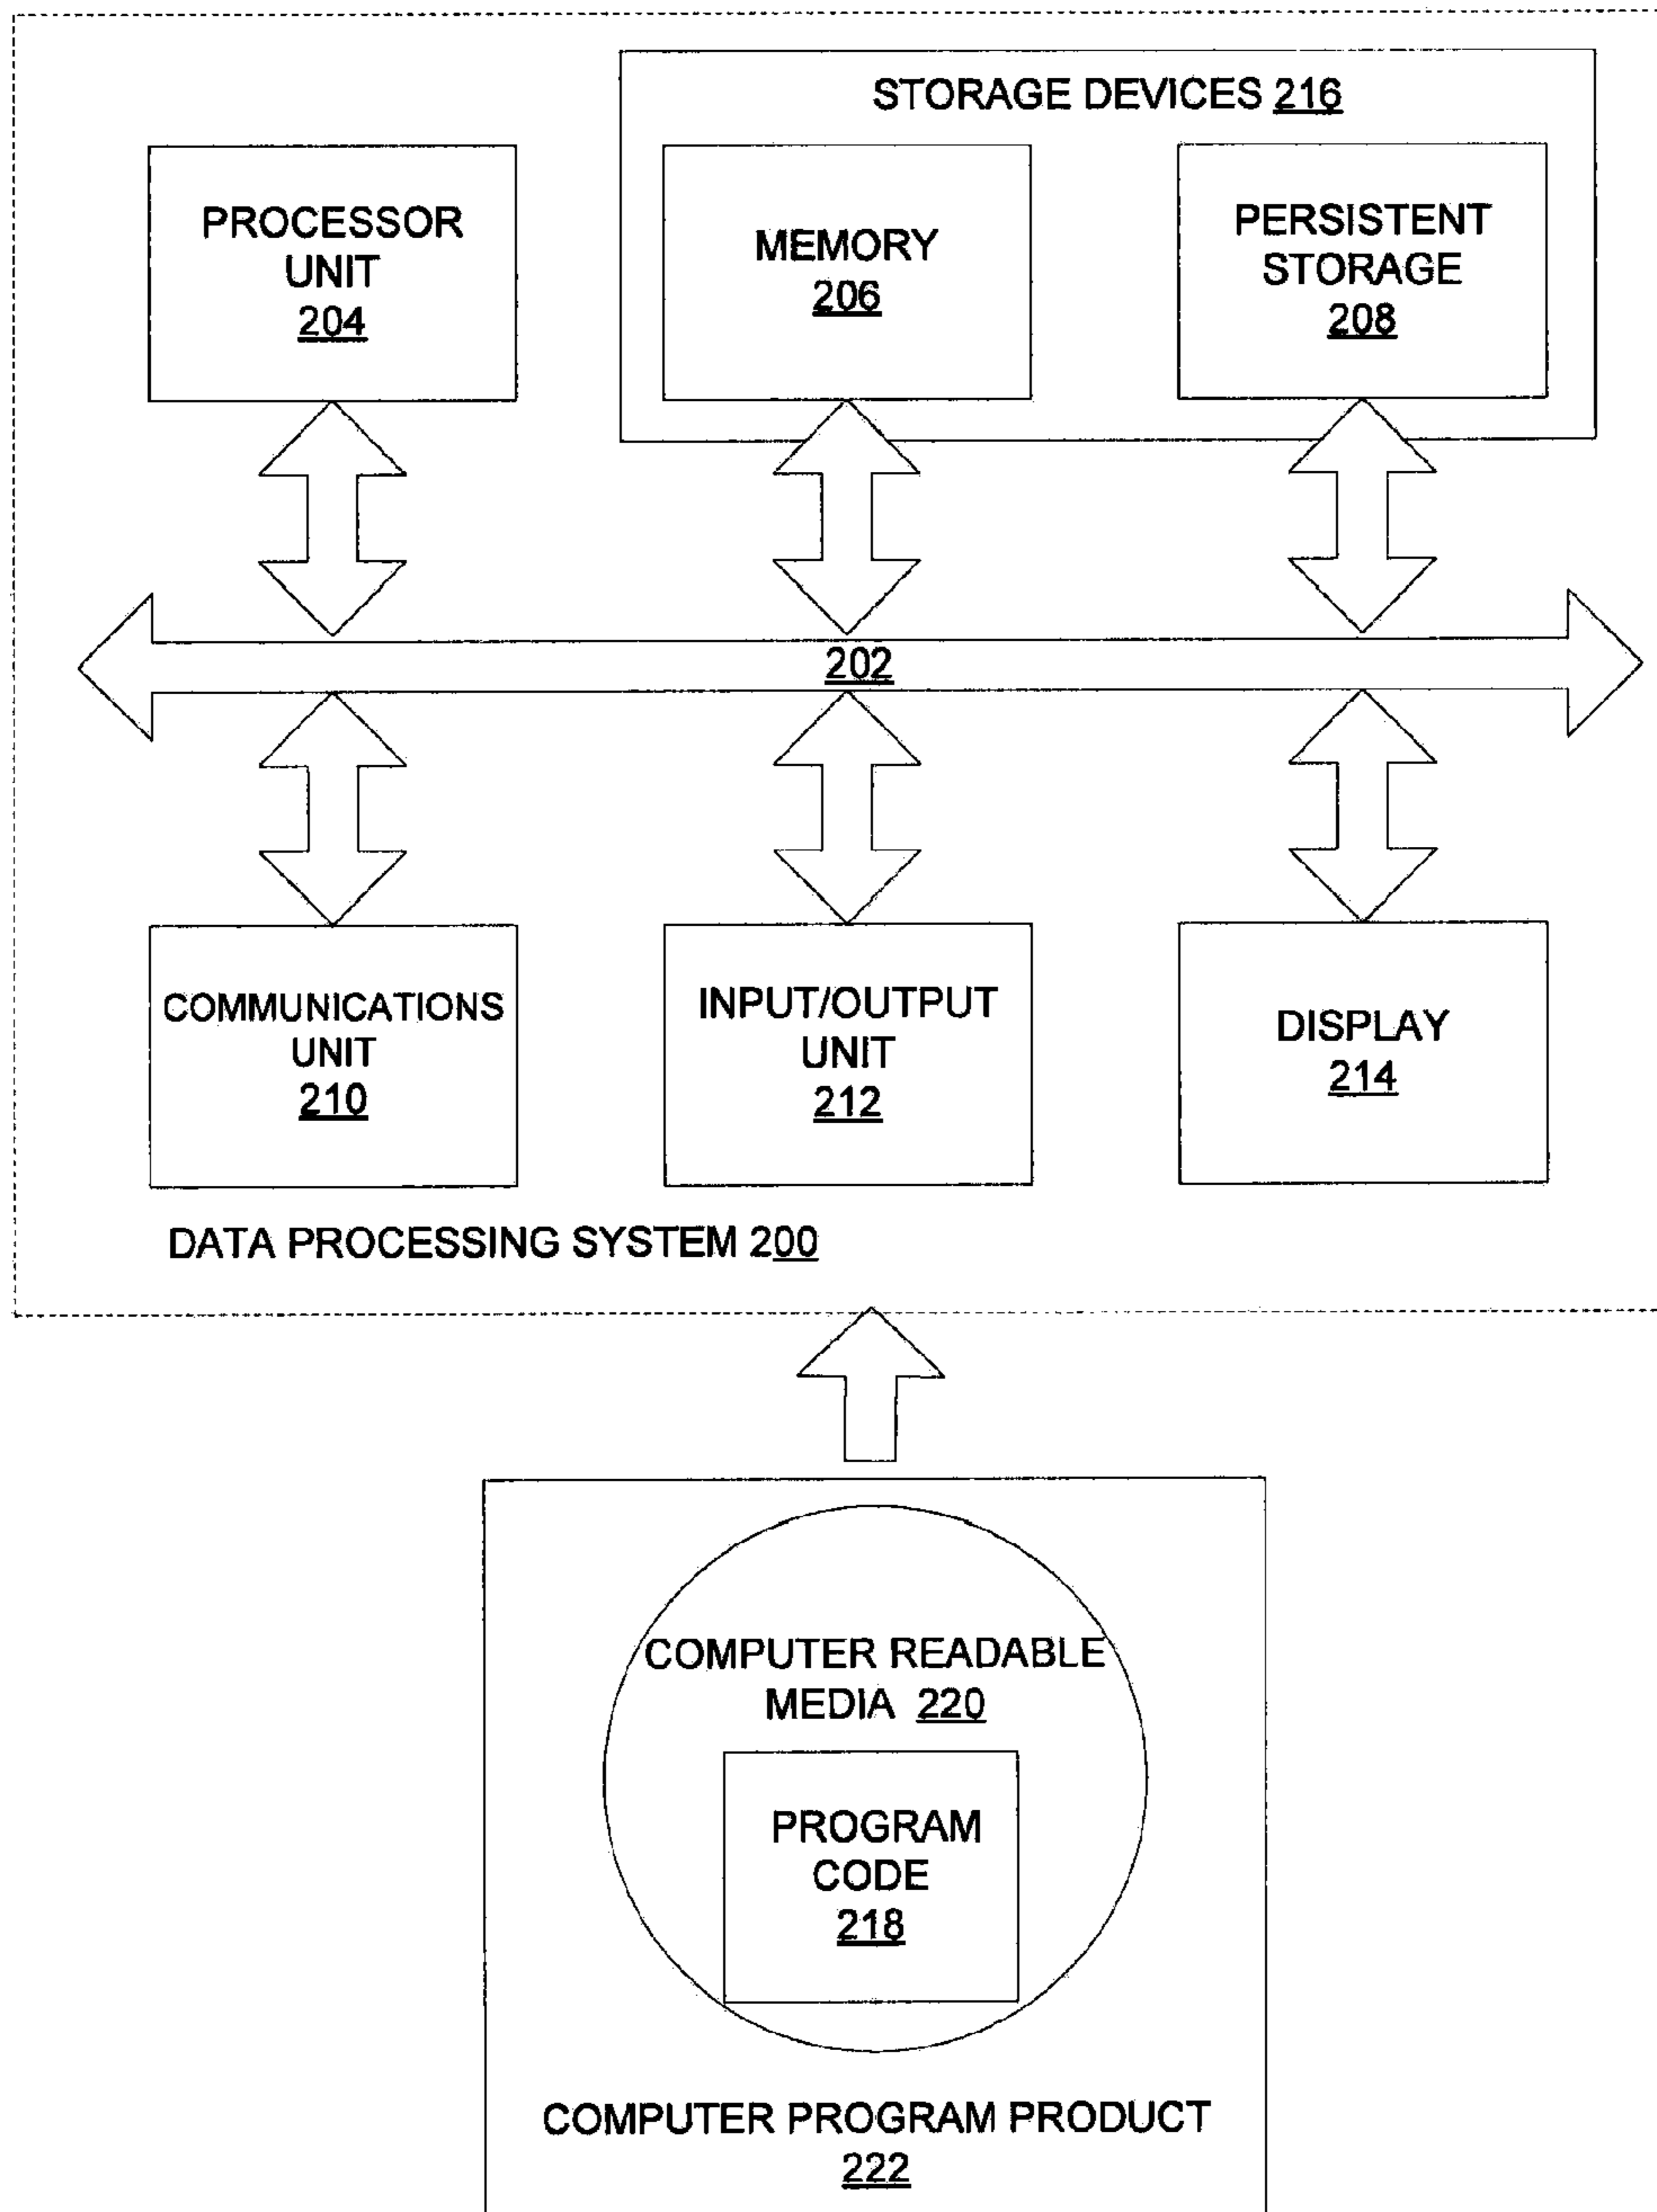 STORAGE DEVICES 216
PROCESSOR
UNIT
204
MEMORY
206
PERSISTENT
STORAGE
208
202
COMMUNICATIONS
UNIT
210
INPUT/OUTPUT
UNIT
212
DISPLAY
214
DATA PROCESSING SYSTEM 200
COMPUTER READABLE
MEDIA 220
PROGRAM
CODE
218
COMPUTER PROGRAM PRODUCT
222